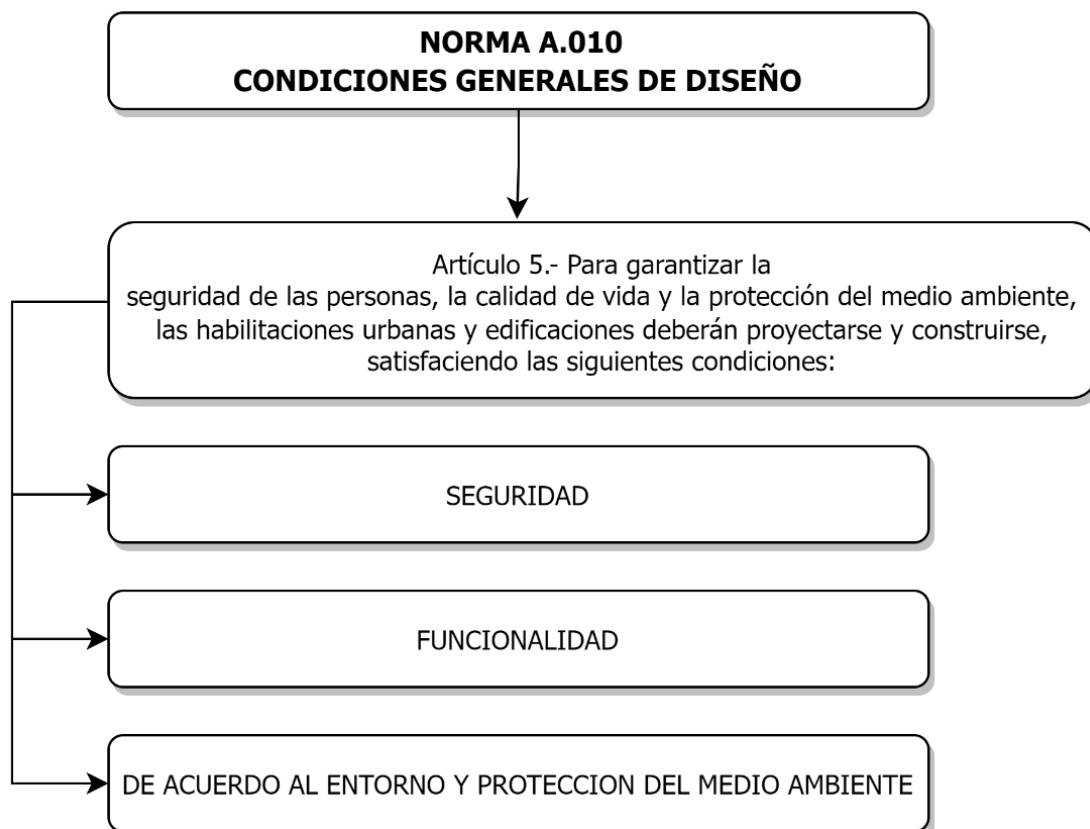 NORMA A.010
CONDICIONES GENERALES DE DISEÑO
Artículo 5.- Para garantizar la
seguridad de las personas, la calidad de vida y la protección del medio ambiente,
las habilitaciones urbanas y edificaciones deberán proyectarse y construirse,
satisfaciendo las siguientes condiciones:
SEGURIDAD
FUNCIONALIDAD
DE ACUERDO AL ENTORNO Y PROTECCION DEL MEDIO AMBIENTE